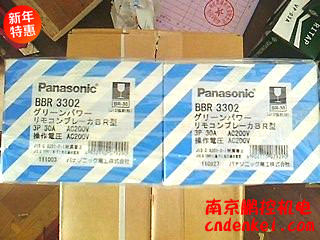 新年
特惠
Panasonic
BBR 3302
グリーンパワー
リモコンブレーカBR型
3P 30A AC200V
操作電圧 AC200V
111003 パナソニック電工株式会社
Panasonic
BBR 3302
グリーンパワー
リモコンブレーカBR型
3P 30A AC200V
操作電圧 AC200V
パナソニック電工株式会社
南京綱控机电
cndenkei.com